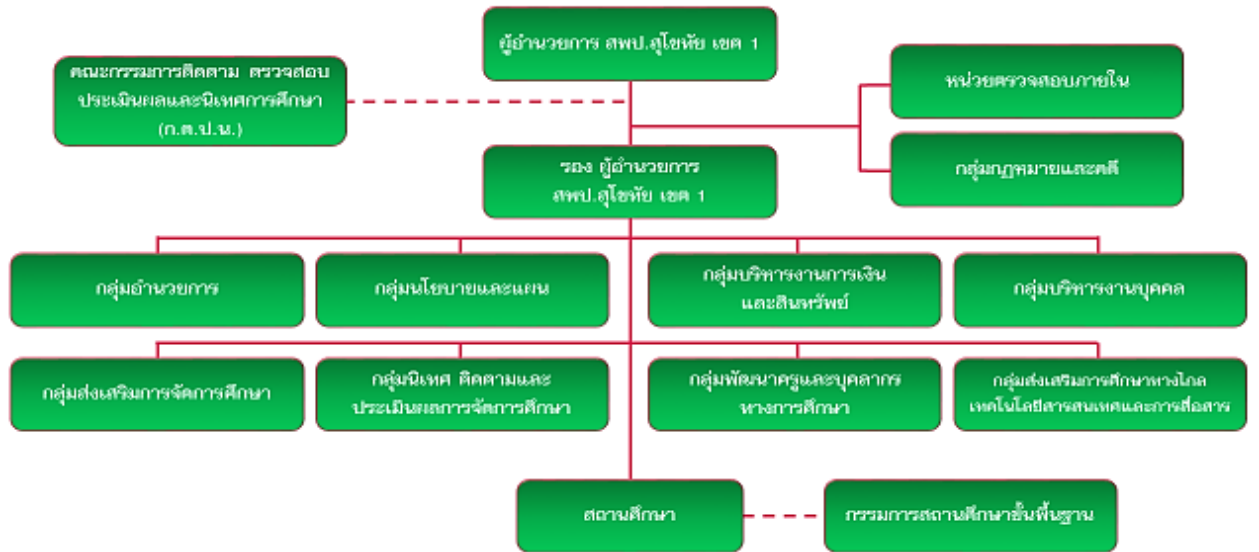 ผู้อำนวยการ สพป.สุโขทัย เขต 1
คณะกรรมการติดตาม ตรวจสอบ
ประเมินผลและนิเทศการศึกษา
(ก.ต.ป.น.)
หน่วยตรวจสอบภายใน
กลุ่มกฎหมายและคดี
รอง ผู้อำนวยการ
สพป.สุโขทัย เขต 1
กลุ่มอำนวยการ
กลุ่มนโยบายและแผน
กลุ่มบริหารงานการเงิน
และสินทรัพย์
กลุ่มบริหารงานบุคคล
กลุ่มส่งเสริมการจัดการศึกษา
กลุ่มนิเทศ ติดตามและ
ประเมินผลการจัดการศึกษา
กลุ่มพัฒนาครูและบุคลากร
ทางการศึกษา
กลุ่มส่งเสริมการศึกษาทางไกล
เทคโนโลยีสารสนเทศและการสื่อสาร
สถานศึกษา
กรรมการสถานศึกษาขั้นพื้นฐาน